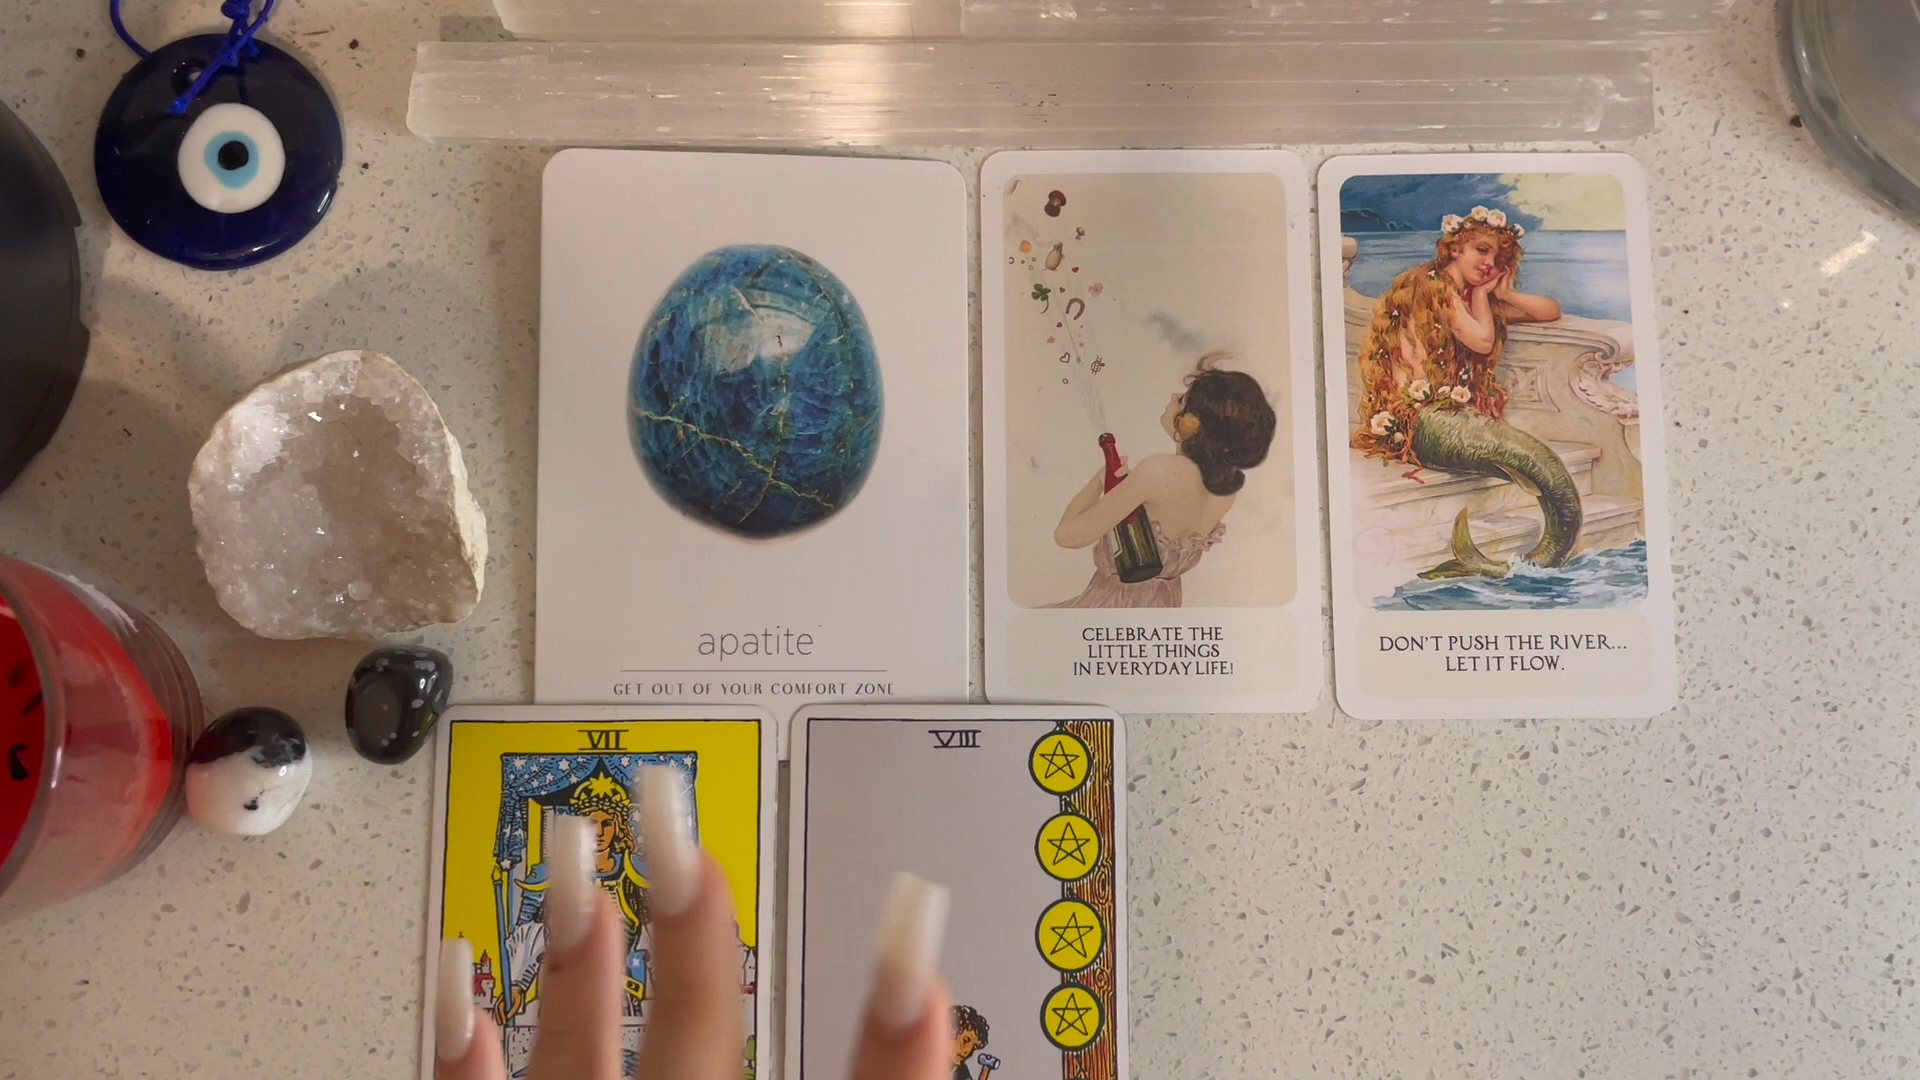 apatite
GET OUT OF YOUR COMFORT ZONE
CELEBRATE THE
LITTLE THINGS
IN EVERYDAY LIFE!
DON'T PUSH THE RIVER...
LET IT FLOW.
VII
VIII